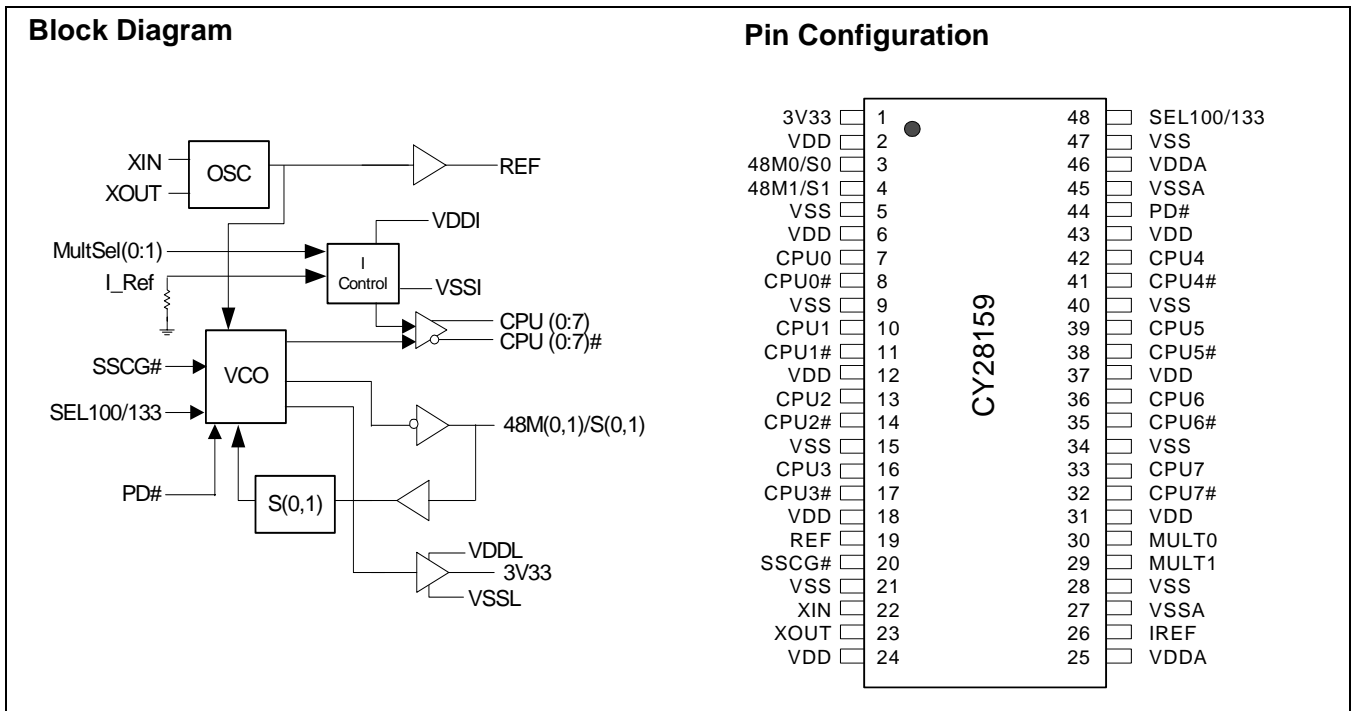 Block Diagram
XIN
XOUT
OSC
REF
VDDI
MultSel(0:1)
I_Ref
I
Control
VSSI
CPU (0:7)
CPU (0:7)#
SSCG#
VCO
SEL100/133
48M(0,1)/S(0,1)
PD#
S(0,1)
VDDL
3V33
VSSL
Pin Configuration
3V33 1 48 SEL100/133
VDD 2 47 VSS
48M0/S0 3 46 VDDA
48M1/S1 4 45 VSSA
VSS 5 44 PD#
VDD 6 43 VDD
CPU0 7 42 CPU4
CPU0# 8 41 CPU4#
VSS 9 40 VSS
CPU1 10 39 CPU5
CPU1# 11 38 CPU5#
VDD 12 37 VDD
CPU2 13 36 CPU6
CPU2# 14 35 CPU6#
VSS 15 34 VSS
CPU3 16 33 CPU7
CPU3# 17 32 CPU7#
VDD 18 31 VDD
REF 19 30 MULT0
SSCG# 20 29 MULT1
VSS 21 28 VSS
XIN 22 27 VSSA
XOUT 23 26 IREF
VDD 24 25 VDDA
CY28159